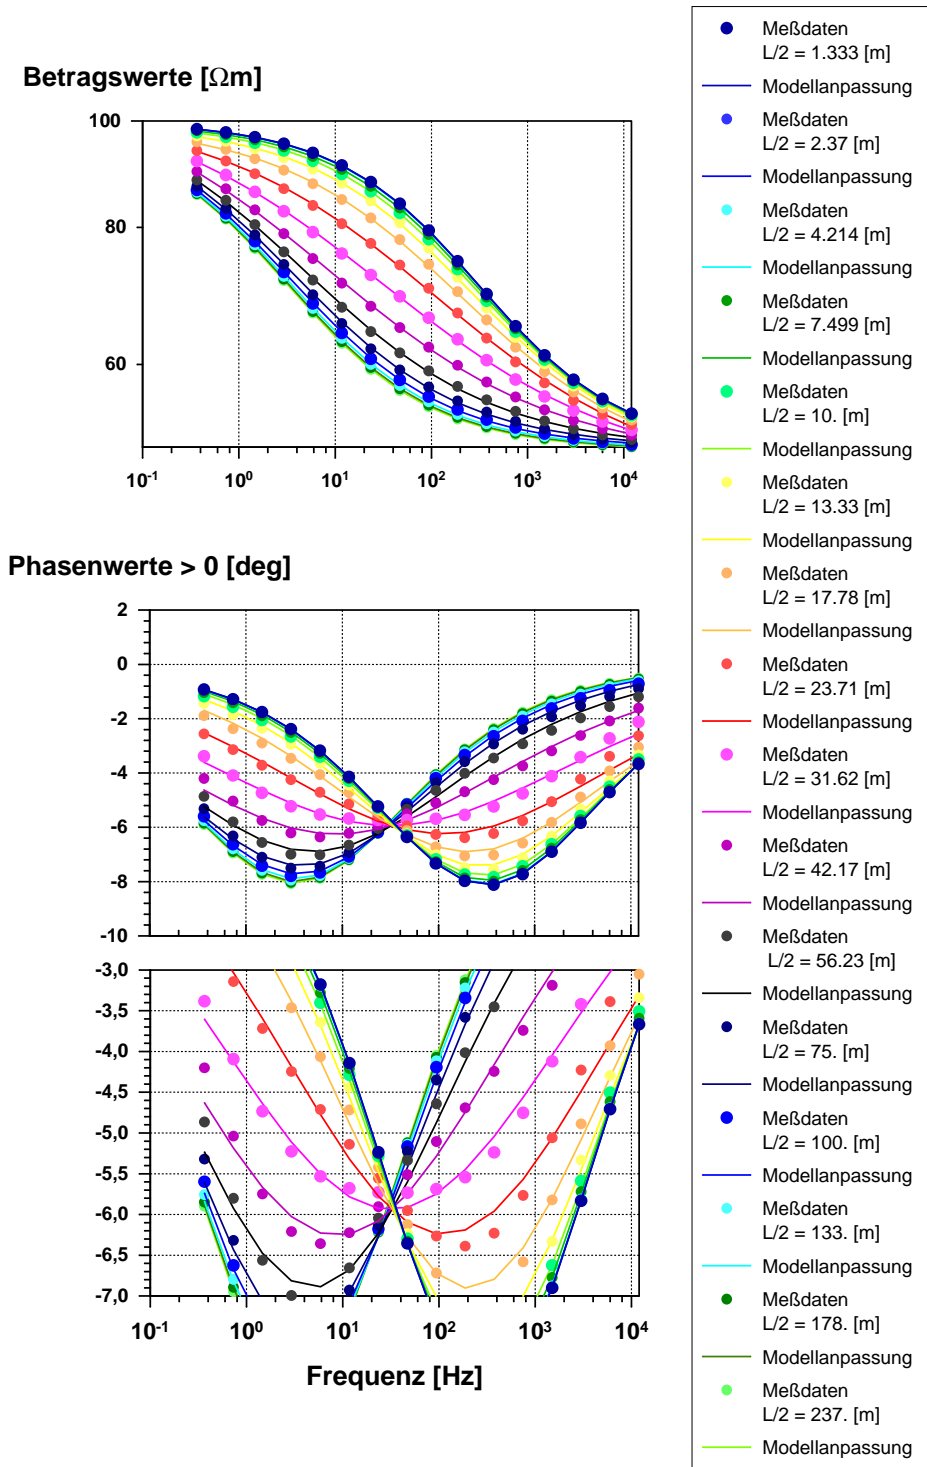 Betragswerte [Ωm]
100
80
60
10-1
100
101
102
103
104
Phasenwerte > 0 [deg]
2
0
-2
-4
-6
-8
-10
-3,0
-3,5
-4,0
-4,5
-5,0
-5,5
-6,0
-6,5
-7,0
10-1
100
101
102
103
104
Frequenz [Hz]
Meßdaten
L/2 = 1.333 [m]
Modellanpassung
Meßdaten
L/2 = 2.37 [m]
Modellanpassung
Meßdaten
L/2 = 4.214 [m]
Modellanpassung
Meßdaten
L/2 = 7.499 [m]
Modellanpassung
Meßdaten
L/2 = 10. [m]
Modellanpassung
Meßdaten
L/2 = 13.33 [m]
Modellanpassung
Meßdaten
L/2 = 17.78 [m]
Modellanpassung
Meßdaten
L/2 = 23.71 [m]
Modellanpassung
Meßdaten
L/2 = 31.62 [m]
Modellanpassung
Meßdaten
L/2 = 42.17 [m]
Modellanpassung
Meßdaten
L/2 = 56.23 [m]
Modellanpassung
Meßdaten
L/2 = 75. [m]
Modellanpassung
Meßdaten
L/2 = 100. [m]
Modellanpassung
Meßdaten
L/2 = 133. [m]
Modellanpassung
Meßdaten
L/2 = 178. [m]
Modellanpassung
Meßdaten
L/2 = 237. [m]
Modellanpassung